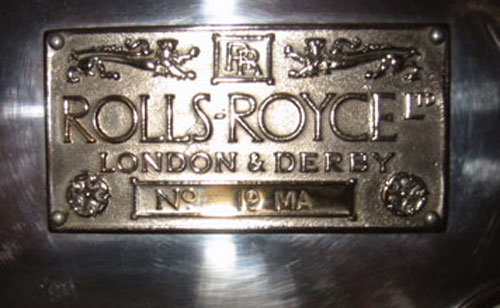 RR
ROLLS-ROYCE LTD
LONDON & DERBY
No 19 MA